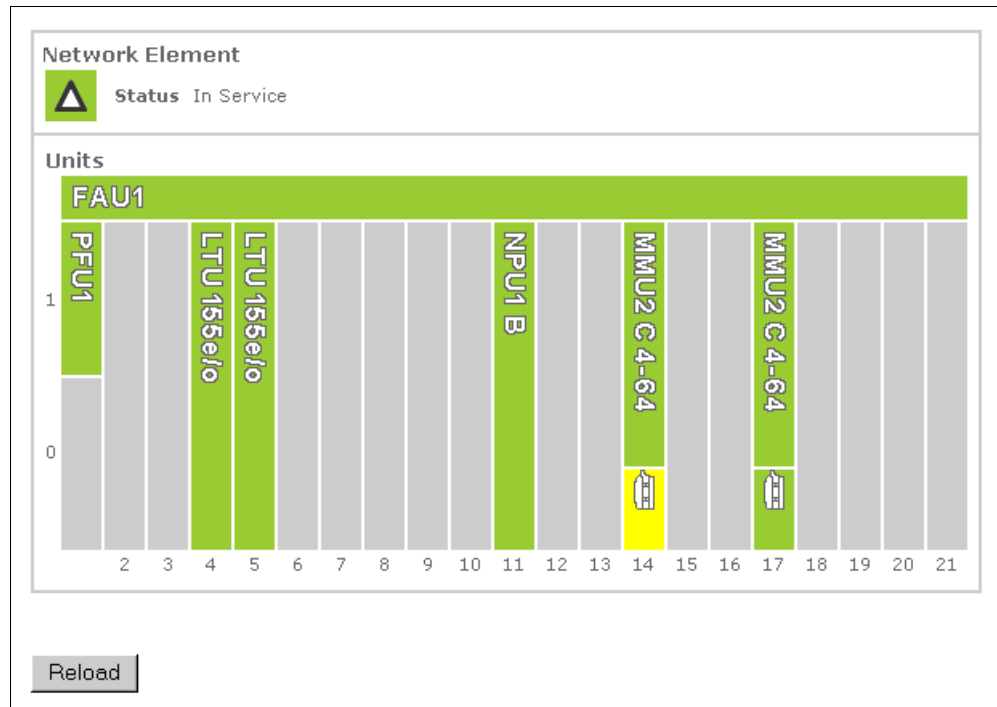 Network Element
Status In Service
Units
FAU1
PFU1
LTU 155e/o
LTU 155e/o
NPU1 B
MMU2 C 4-64
MMU2 C 4-64
1
0
2 3 4 5 6 7 8 9 10 11 12 13 14 15 16 17 18 19 20 21
Reload